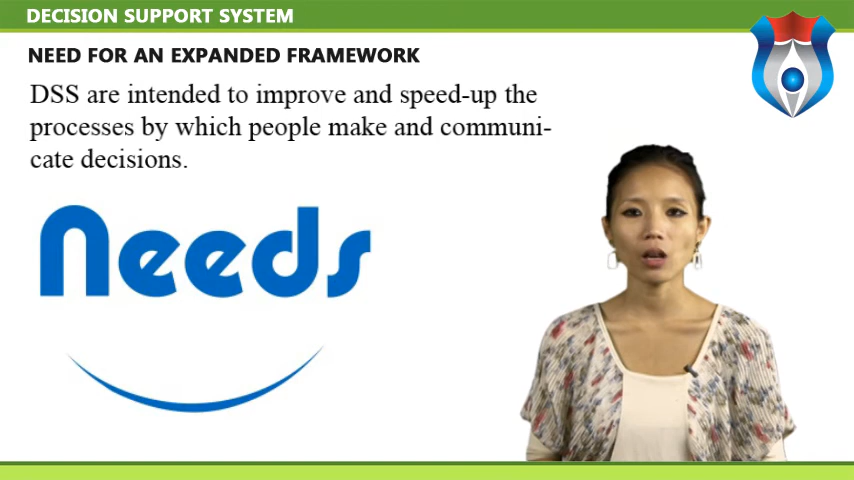 DECISION SUPPORT SYSTEM
NEED FOR AN EXPANDED FRAMEWORK
DSS are intended to improve and speed-up the
processes by which people make and communi-
cate decisions.
Needs